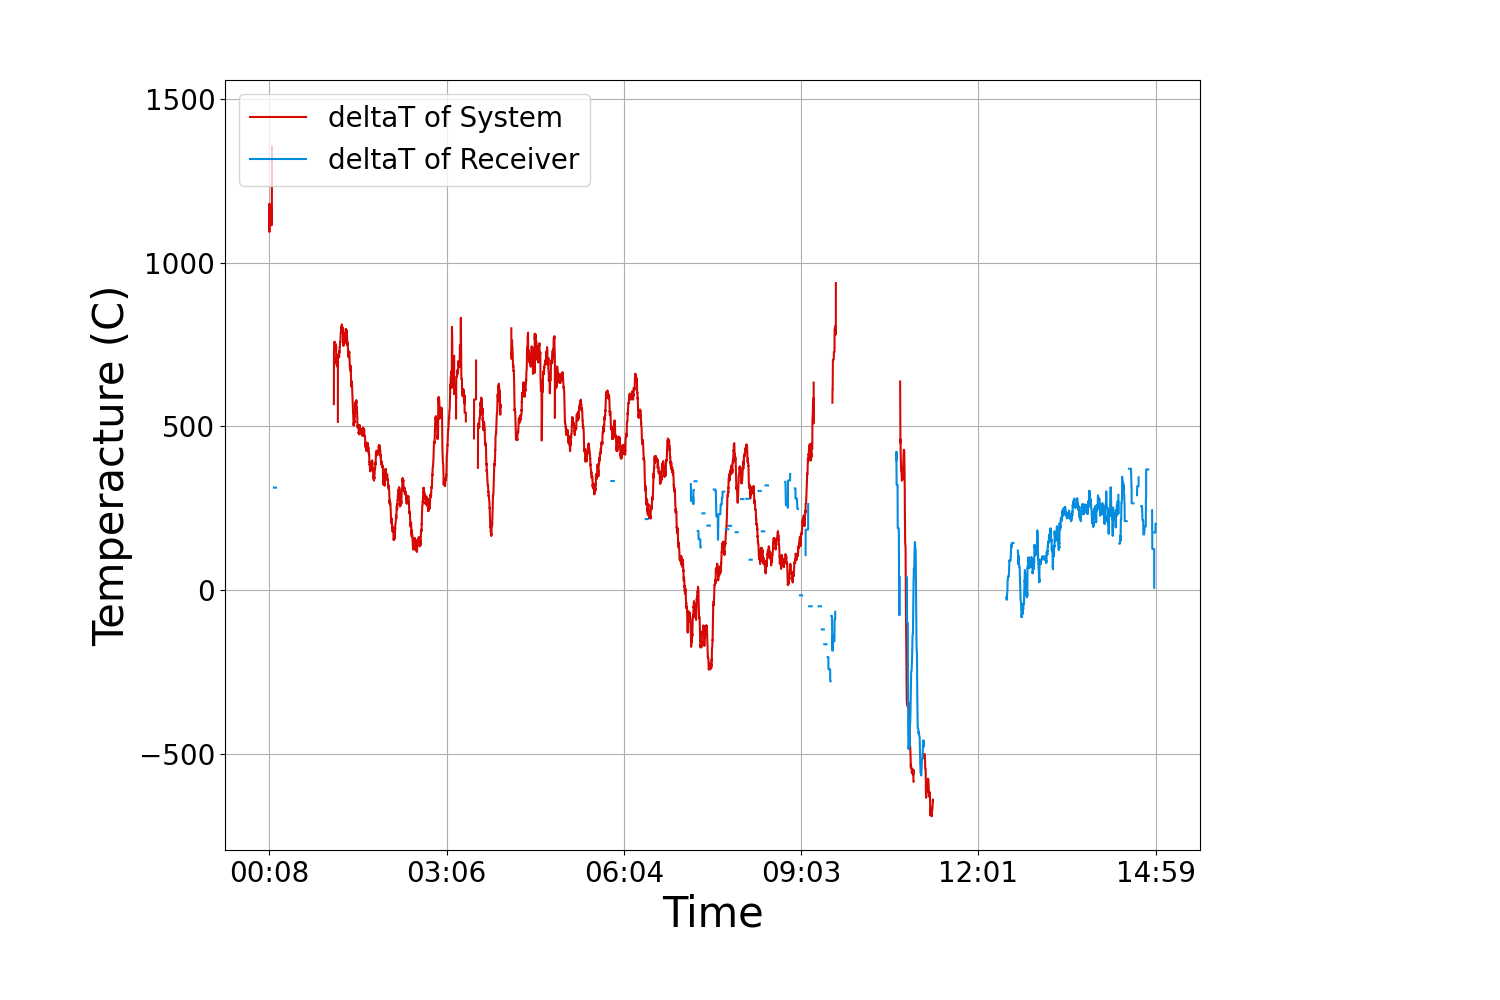 1500
1000
500
0
−500
Temperacture (C)
deltaT of System
deltaT of Receiver
00:08 03:06 06:04 09:03 12:01 14:59
Time